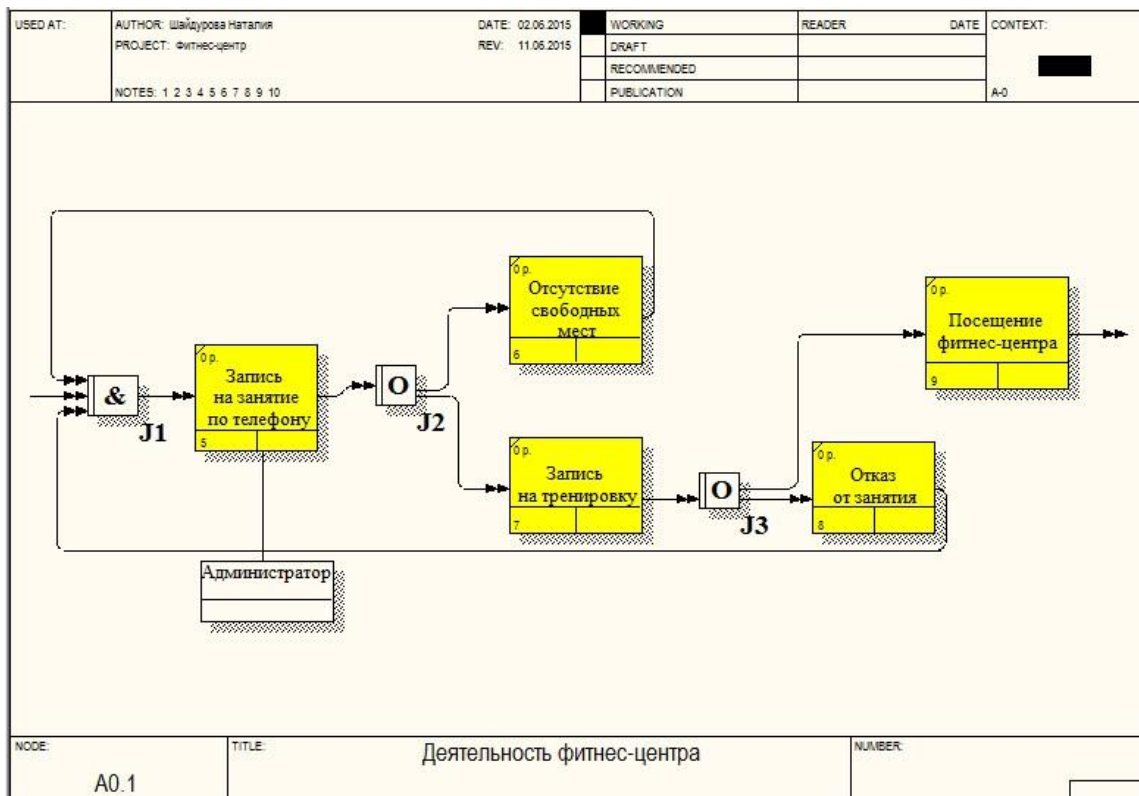 USED AT:
AUTHOR: Шайдурова Наталия
DATE: 02.06.2015
WORKING
READER
DATE
CONTEXT:
PROJECT: Фитнес-центр
REV: 11.06.2015
DRAFT
RECOMMENDED
NOTES: 1 2 3 4 5 6 7 8 9 10
PUBLICATION
A-0
&
J1
0 р.
Запись
на занятие
по телефону
5
Администратор
O
J2
0 р.
Отсутствие
свободных
мест
6
0 р.
Запись
на тренировку
7
O
J3
0 р.
Отказ
от занятия
8
0 р.
Посещение
фитнес-центра
9
NODE:
A0.1
TITLE:
Деятельность фитнес-центра
NUMBER: